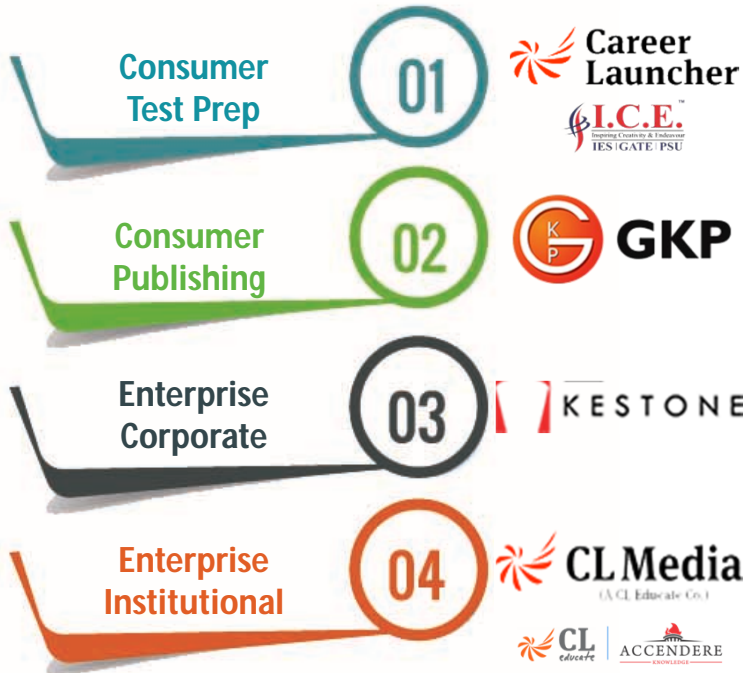 Consumer
Test Prep
01
Career
Launcher
I.C.E.™
Inspiring Creativity & Endeavour
IES | GATE | PSU
Consumer
Publishing
02
K
G
P
GKP
Enterprise
Corporate
03
KESTONE
Enterprise
Institutional
04
CL Media
(A CL Educate Co.)
CL
educate
ACCENDERE
KNOWLEDGE